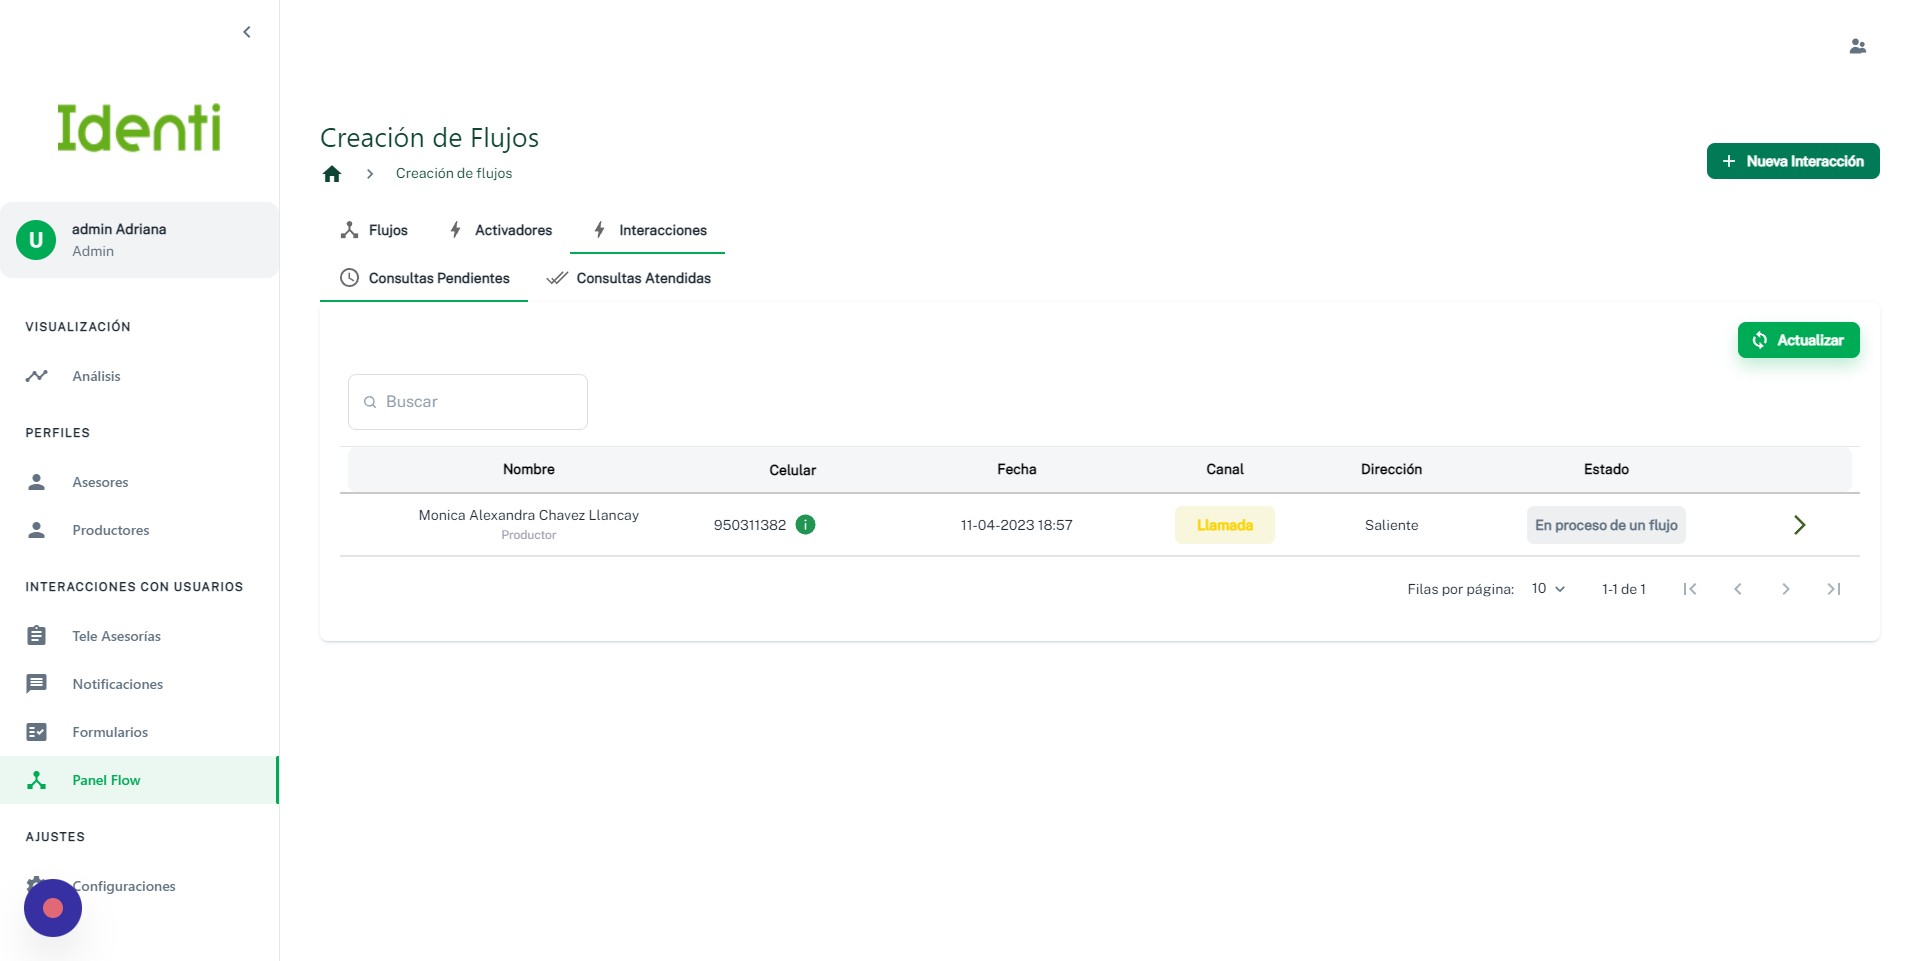 Identi
U
admin Adriana
Admin
VISUALIZACIÓN
Análisis
PERFILES
Asesores
Productores
INTERACCIONES CON USUARIOS
Tele Asesorías
Notificaciones
Formularios
Panel Flow
AJUSTES
Configuraciones
Creación de Flujos
Creación de flujos
Nueva Interacción
Flujos Activadores Interacciones
Consultas Pendientes Consultas Atendidas
Actualizar
Buscar
Nombre Celular Fecha Canal Dirección Estado
Monica Alexandra Chavez Llancay 950311382 i 11-04-2023 18:57 Llamada Saliente En proceso de un flujo
Productor
Filas por página: 10 1-1 de 1